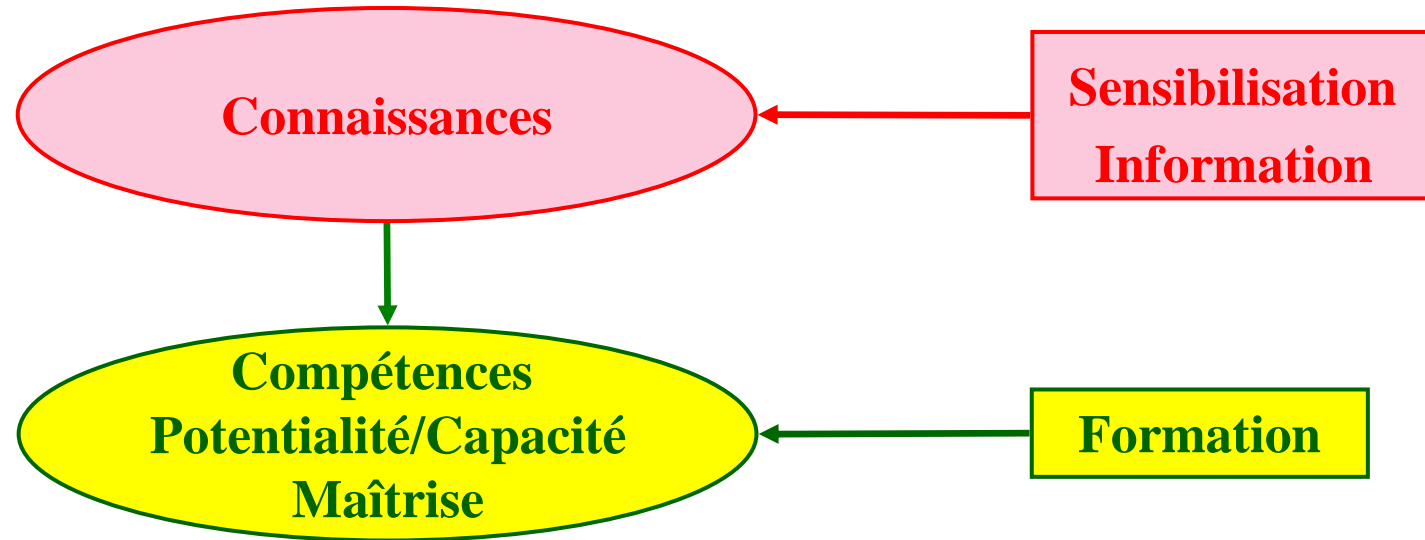 Connaissances
Sensibilisation
Information
Compétences
Potentialité/Capacité
Maîtrise
Formation